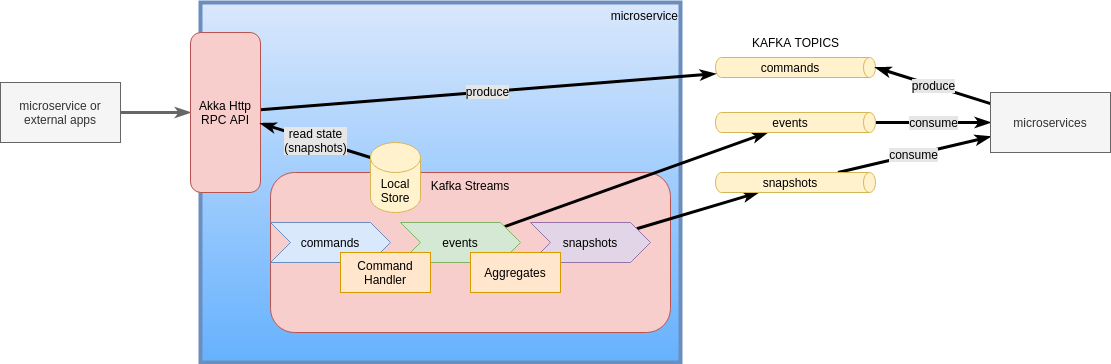 microservice
KAFKA TOPICS
commands
produce
produce
microservice or
external apps
Akka Http
RPC API
read state
(snapshots)
events
consume
microservices
consume
Local
Store
Kafka Streams
snapshots
commands
events
snapshots
Command
Handler
Aggregates